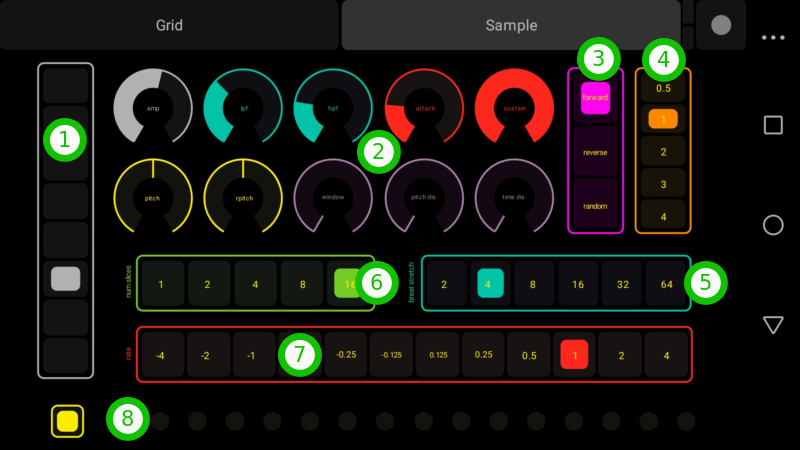 Grid
Sample
amp
lpf
hpf
attack
sustain
pitch
rpitch
window
pitch dis
time dis
forward
reverse
random
0.5
1
2
3
4
num slices
1 2 4 8 16
breat stretch
2 4 8 16 32 64
rate
-4 -2 -1 -0.25 -0.125 0.125 0.25 0.5 1 2 4
1
2
3
4
5
6
7
8